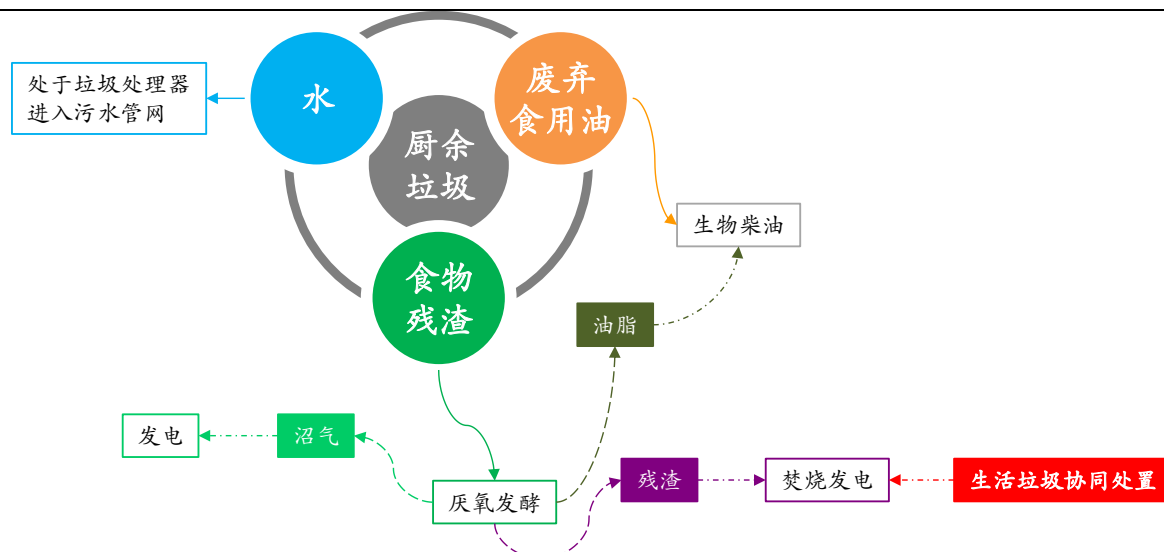 处于垃圾处理器
进入污水管网
水
废弃
食用油
厨余
垃圾
生物柴油
食物
残渣
油脂
发电
沼气
厌氧发酵
残渣
焚烧发电
生活垃圾协同处置